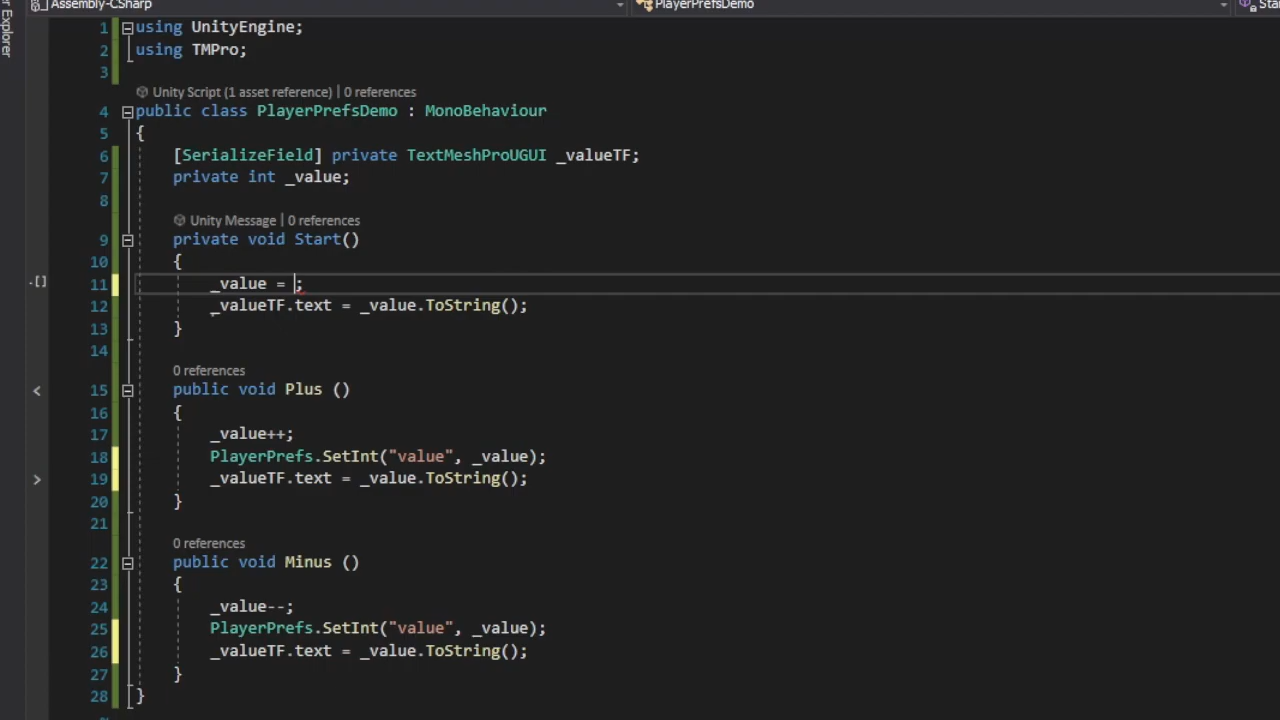 Assembly-CSharp PlayerPrefsDemo Sta
r Explorer
1 using UnityEngine;
2 using TMPro;
3
Unity Script (1 asset reference) | 0 references
4 public class PlayerPrefsDemo : MonoBehaviour
5 {
6 [SerializeField] private TextMeshProUGUI _valueTF;
7 private int _value;
8
Unity Message | 0 references
9 private void Start()
10 {
11 _value = ;
12 _valueTF.text = _value.ToString();
13 }
14
0 references
15 public void Plus ()
16 {
17 _value++;
18 PlayerPrefs.SetInt("value", _value);
19 _valueTF.text = _value.ToString();
20 }
21
0 references
22 public void Minus ()
23 {
24 _value--;
25 PlayerPrefs.SetInt("value", _value);
26 _valueTF.text = _value.ToString();
27 }
28 }